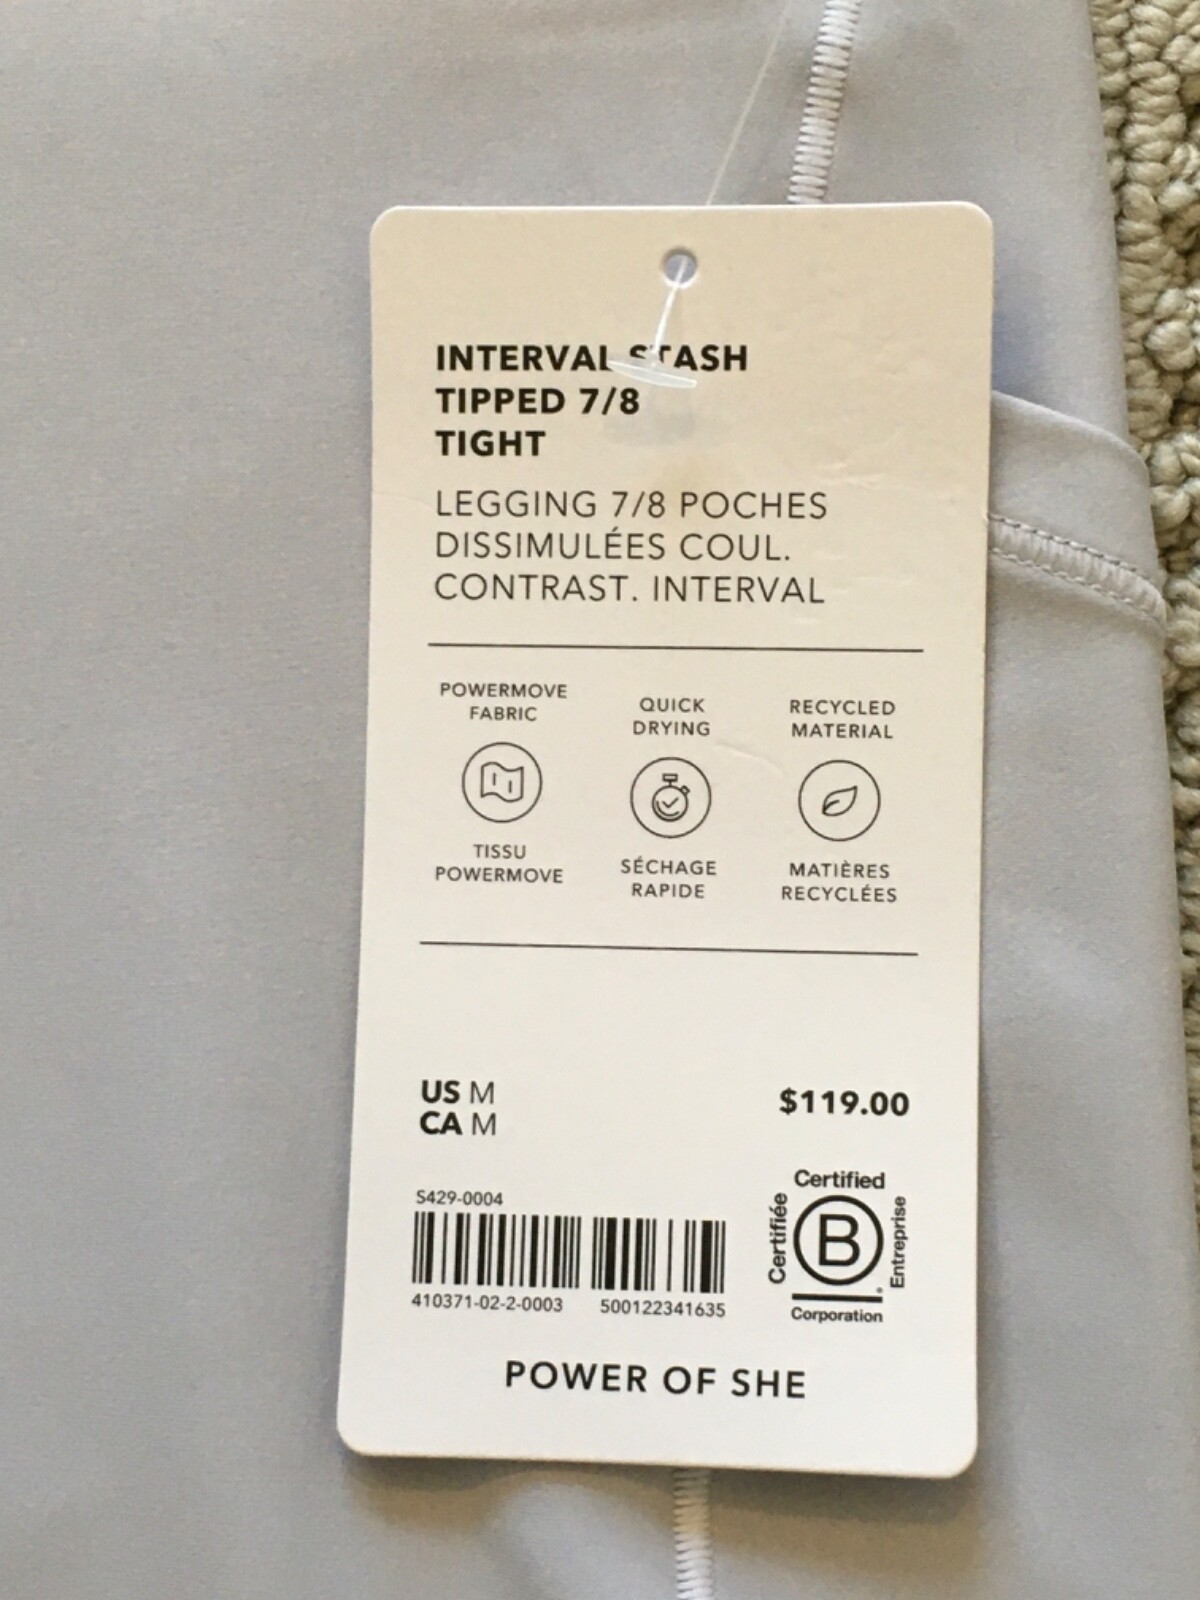 INTERVAL STASH
TIPPED 7/8
TIGHT
LEGGING 7/8 POCHES
DISSIMULÉES COUL.
CONTRAST. INTERVAL
POWERMOVE
FABRIC
TISSU
POWERMOVE
QUICK
DRYING
SÉCHAGE
RAPIDE
RECYCLED
MATERIAL
MATIÈRES
RECYCLÉES
US M
CA M
$119.00
S429-0004
410371-02-2-0003 500122341635
Certified
Certifiée
B
Entreprise
Corporation
POWER OF SHE